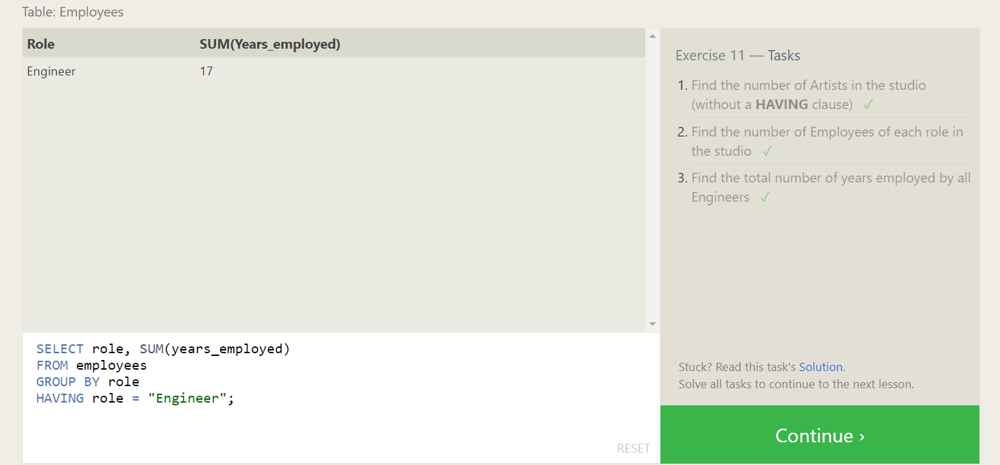 Table: Employees
Role SUM(Years_employed)
Engineer 17
SELECT role, SUM(years_employed)
FROM employees
GROUP BY role
HAVING role = "Engineer";
RESET
Exercise 11 — Tasks
1. Find the number of Artists in the studio
(without a HAVING clause) ✓
2. Find the number of Employees of each role in
the studio ✓
3. Find the total number of years employed by all
Engineers ✓
Stuck? Read this task's Solution.
Solve all tasks to continue to the next lesson.
Continue ›